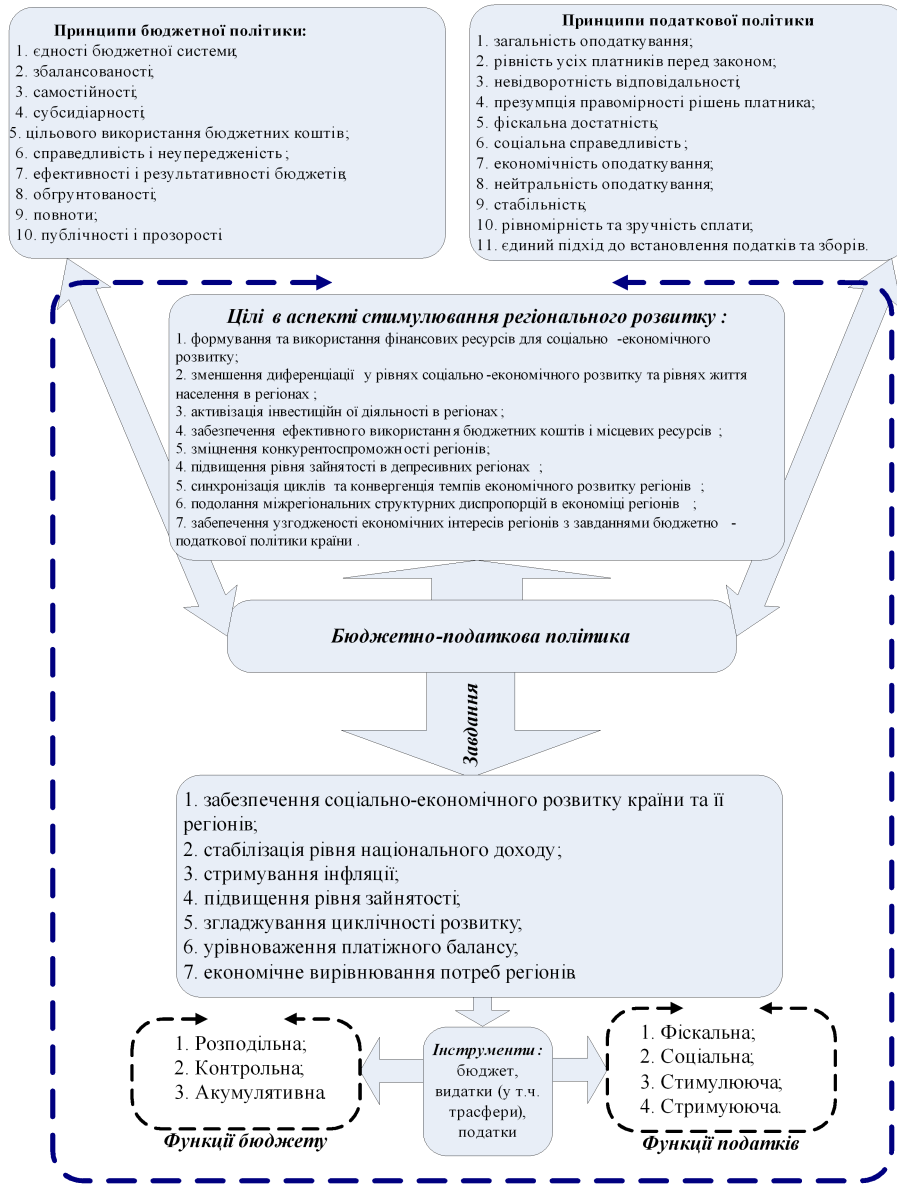 Принципи бюджетної політики:
1. єдності бюджетної системи;
2. збалансованості;
3. самостійності;
4. субсидіарності;
5. цільового використання бюджетних коштів;
6. справедливість і неупередженість ;
7. ефективності і результативності бюджетів;
8. обгрунтованості;
9. повноти;
10. публічності і прозорості
Принципи податкової політики
1. загальність оподаткування;
2. рівність усіх платників перед законом;
3. невідворотність відповідальності;
4. презумпція правомірності рішень платника;
5. фіскальна достатність;
6. соціальна справедливість ;
7. економічність оподаткування;
8. нейтральність оподаткування;
9. стабільність;
10. рівномірність та зручність сплати;
11. єдиний підхід до встановлення податків та зборів.
Цілі в аспекті стимулювання регіонального розвитку :
1. формування та використання фінансових ресурсів для соціально -економічного
розвитку;
2. зменшення диференціації у рівнях соціально-економічного розвитку та рівнях життя
населення в регіонах ;
3. активізація інвестиційн ої діяльності в регіонах ;
4. забезпечення ефективного використання бюджетних коштів і місцевих ресурсів ;
5. зміцнення конкурентоспроможності регіонів;
4. підвищення рівня зайнятості в депресивних регіонах ;
5. синхронізація циклів та конвергенція темпів економічного розвитку регіонів ;
6. подолання міжрегіональних структурних диспропорцій в економіці регіонів ;
7. забепечення узгодженості економічних інтересів регіонів з завданнями бюджетно -
податкової політики країни .
Бюджетно-податкова політика
Завдання
1. забезпечення соціально-економічного розвитку країни та її
регіонів;
2. стабілізація рівня національного доходу;
3. стримування інфляції;
4. підвищення рівня зайнятості;
5. згладжування циклічності розвитку;
6. урівноваження платіжного балансу;
7. економічне вирівнювання потреб регіонів.
1. Розподільна;
2. Контрольна;
3. Акумулятивна.
Функції бюджету
Інструменти :
бюджет,
видатки (у т.ч.
трасфери),
податки
1. Фіскальна;
2. Соціальна;
3. Стимулююча;
4. Стримуююча.
Функції податків